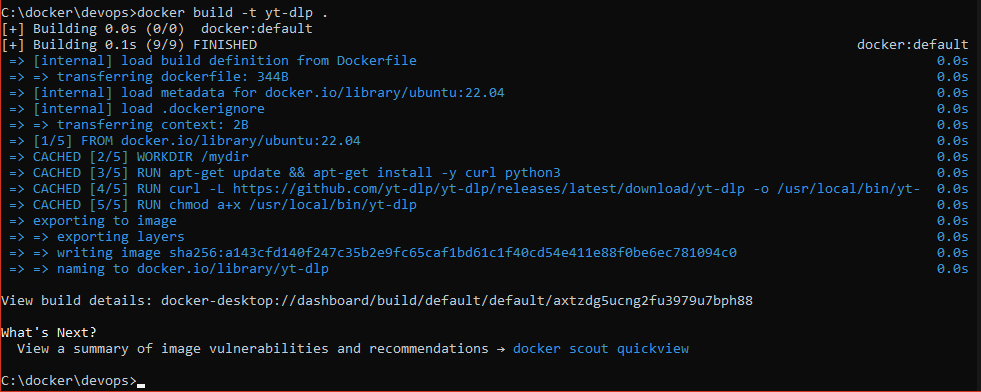 C:\docker\devops>docker build -t yt-dlp .
[+] Building 0.0s (0/0)  docker:default
[+] Building 0.1s (9/9) FINISHED docker:default
=> [internal] load build definition from Dockerfile 0.0s
=> => transferring dockerfile: 344B 0.0s
=> [internal] load metadata for docker.io/library/ubuntu:22.04 0.0s
=> [internal] load .dockerignore 0.0s
=> => transferring context: 2B 0.0s
=> [1/5] FROM docker.io/library/ubuntu:22.04 0.0s
=> CACHED [2/5] WORKDIR /mydir 0.0s
=> CACHED [3/5] RUN apt-get update && apt-get install -y curl python3 0.0s
=> CACHED [4/5] RUN curl -L https://github.com/yt-dlp/yt-dlp/releases/latest/download/yt-dlp -o /usr/local/bin/yt- 0.0s
=> CACHED [5/5] RUN chmod a+x /usr/local/bin/yt-dlp 0.0s
=> exporting to image 0.0s
=> => exporting layers 0.0s
=> => writing image sha256:a143cfd140f247c35b2e9fc65caf1bd61c1f40cd54e411e88f0be6ec781094c0 0.0s
=> => naming to docker.io/library/yt-dlp 0.0s
View build details: docker-desktop://dashboard/build/default/default/axtzdg5ucng2fu3979u7bph88
What's Next?
View a summary of image vulnerabilities and recommendations → docker scout quickview
C:\docker\devops>